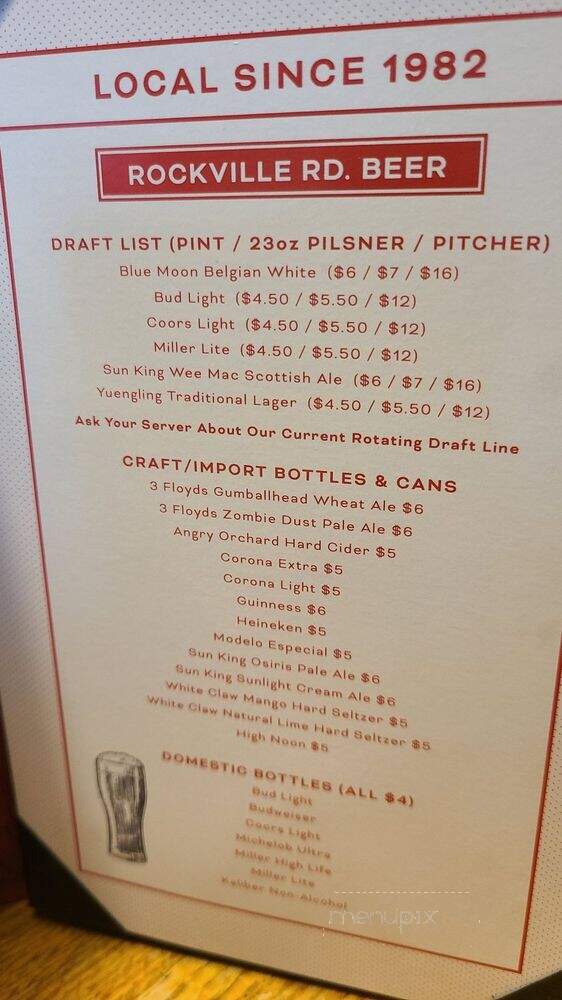 LOCAL SINCE 1982
ROCKVILLE RD. BEER
DRAFT LIST (PINT / 23oz PILSNER / PITCHER)
Blue Moon Belgian White ($6 / $7 / $16)
Bud Light ($4.50 / $5.50 / $12)
Coors Light ($4.50 / $5.50 / $12)
Miller Lite ($4.50 / $5.50 / $12)
Sun King Wee Mac Scottish Ale ($6 / $7 / $16)
Yuengling Traditional Lager ($4.50 / $5.50 / $12)
Ask Your Server About Our Current Rotating Draft Line
CRAFT/IMPORT BOTTLES & CANS
3 Floyds Gumballhead Wheat Ale $6
3 Floyds Zombie Dust Pale Ale $6
Angry Orchard Hard Cider $5
Corona Extra $5
Corona Light $5
Guinness $6
Heineken $5
Modelo Especial $5
Sun King Osiris Pale Ale $6
Sun King Sunlight Cream Ale $6
White Claw Mango Hard Seltzer $5
White Claw Natural Lime Hard Seltzer $5
High Noon $5
DOMESTIC BOTTLES (ALL $4)
Bud Light
Budweiser
Coors Light
Michelob Ultra
Miller High Life
Miller Lite
Kaliber Non-Alcohol
menupix